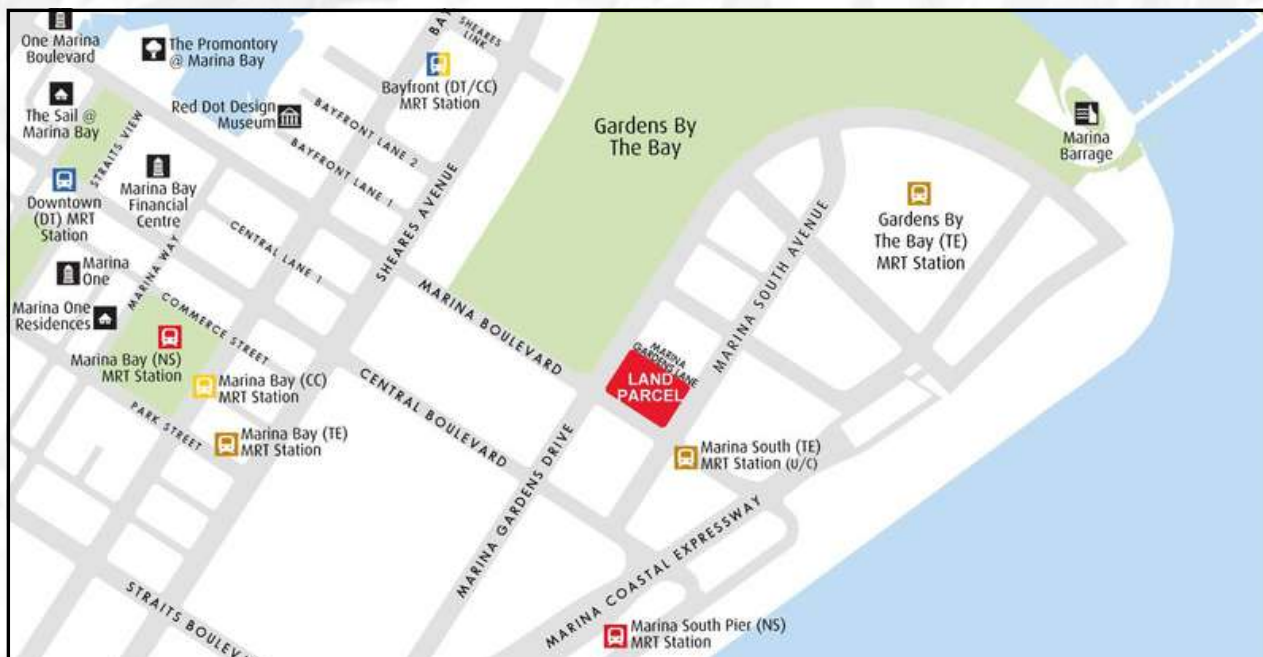 One Marina
Boulevard
The Promontory
@ Marina Bay
BAY
SHEARES
LINK
Bayfront (DT/CC)
MRT Station
The Sail @
Marina Bay
Red Dot Design
Museum
BAYFRONT LANE 2
BAYFRONT LANE 1
Gardens By
The Bay
Marina
Barrage
STRAITS VIEW
Downtown
(DT) MRT
Station
Marina Bay
Financial
Centre
MARINA WAY
CENTRAL LANE 1
SHEARES AVENUE
MARINA SOUTH AVENUE
Gardens By
The Bay (TE)
MRT Station
Marina
One
Marina One
Residences
COMMERCE STREET
MARINA BOULEVARD
Marina Bay (NS)
MRT Station
MARINA
GARDENS LANE
LAND
PARCEL
Marina Bay (CC)
MRT Station
CENTRAL BOULEVARD
PARK STREET
Marina Bay (TE)
MRT Station
MARINA GARDENS DRIVE
Marina South (TE)
MRT Station (U/C)
MARINA COASTAL EXPRESSWAY
STRAITS BOULEV
Marina South Pier (NS)
MRT Station